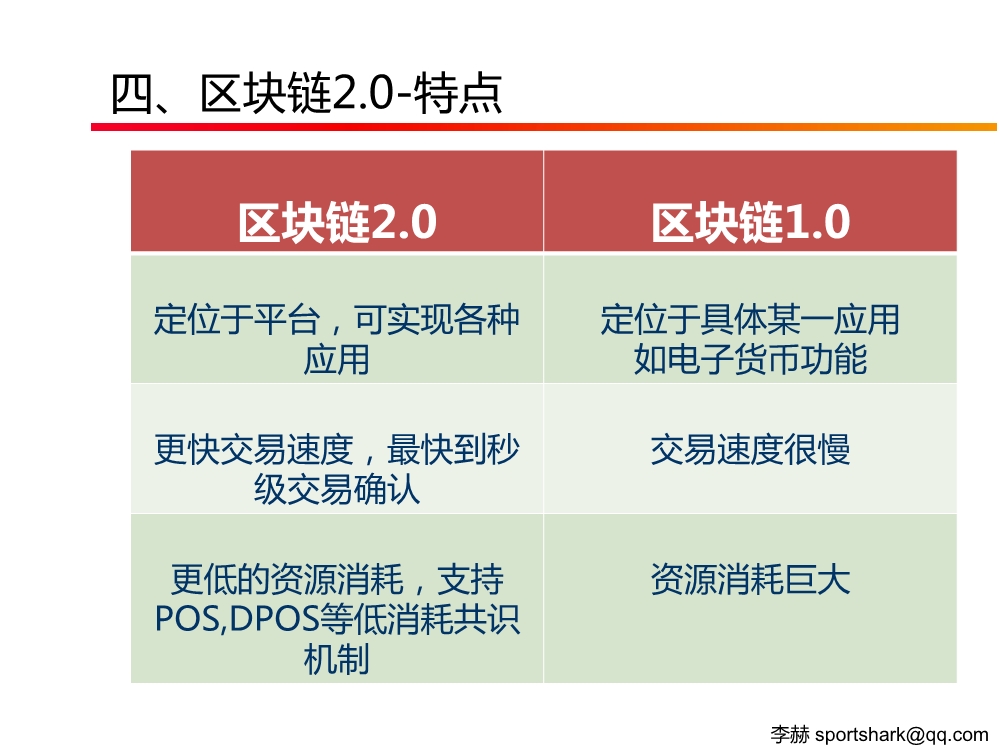 四、区块链2.0-特点
区块链2.0
区块链1.0
定位于平台，可实现各种
应用
定位于具体某一应用
如电子货币功能
更快交易速度，最快到秒
级交易确认
交易速度很慢
更低的资源消耗，支持
POS,DPOS等低消耗共识
机制
资源消耗巨大
李赫 sportshark@qq.com